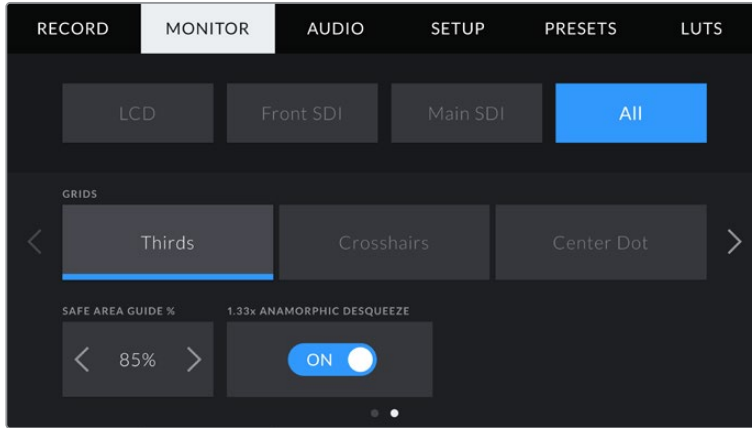 RECORD MONITOR AUDIO SETUP PRESETS LUTS
LCD Front SDI Main SDI All
GRIDS
Thirds Crosshairs Center Dot
SAFE AREA GUIDE % 1.33x ANAMORPHIC DESQUEEZE
85% ON